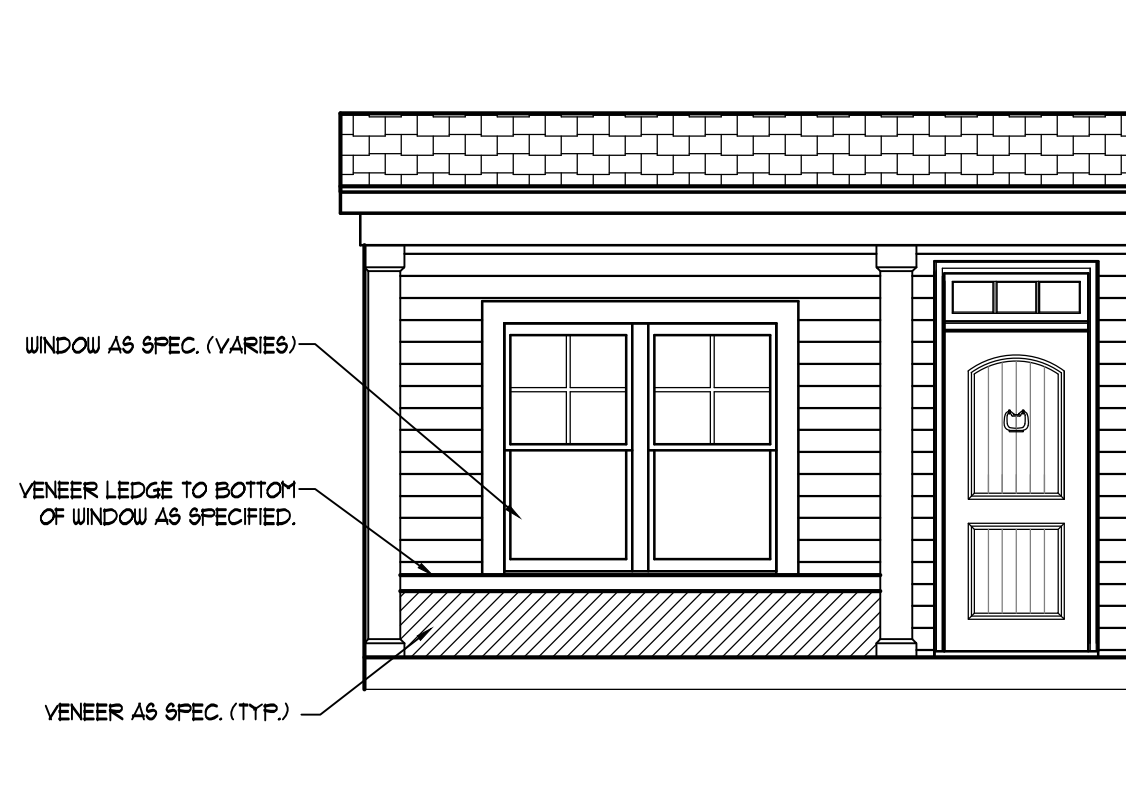 WINDOW AS SPEC. (VARIES)
VENEER LEDGE TO BOTTOM
OF WINDOW AS SPECIFIED.
VENEER AS SPEC. (TYP.)